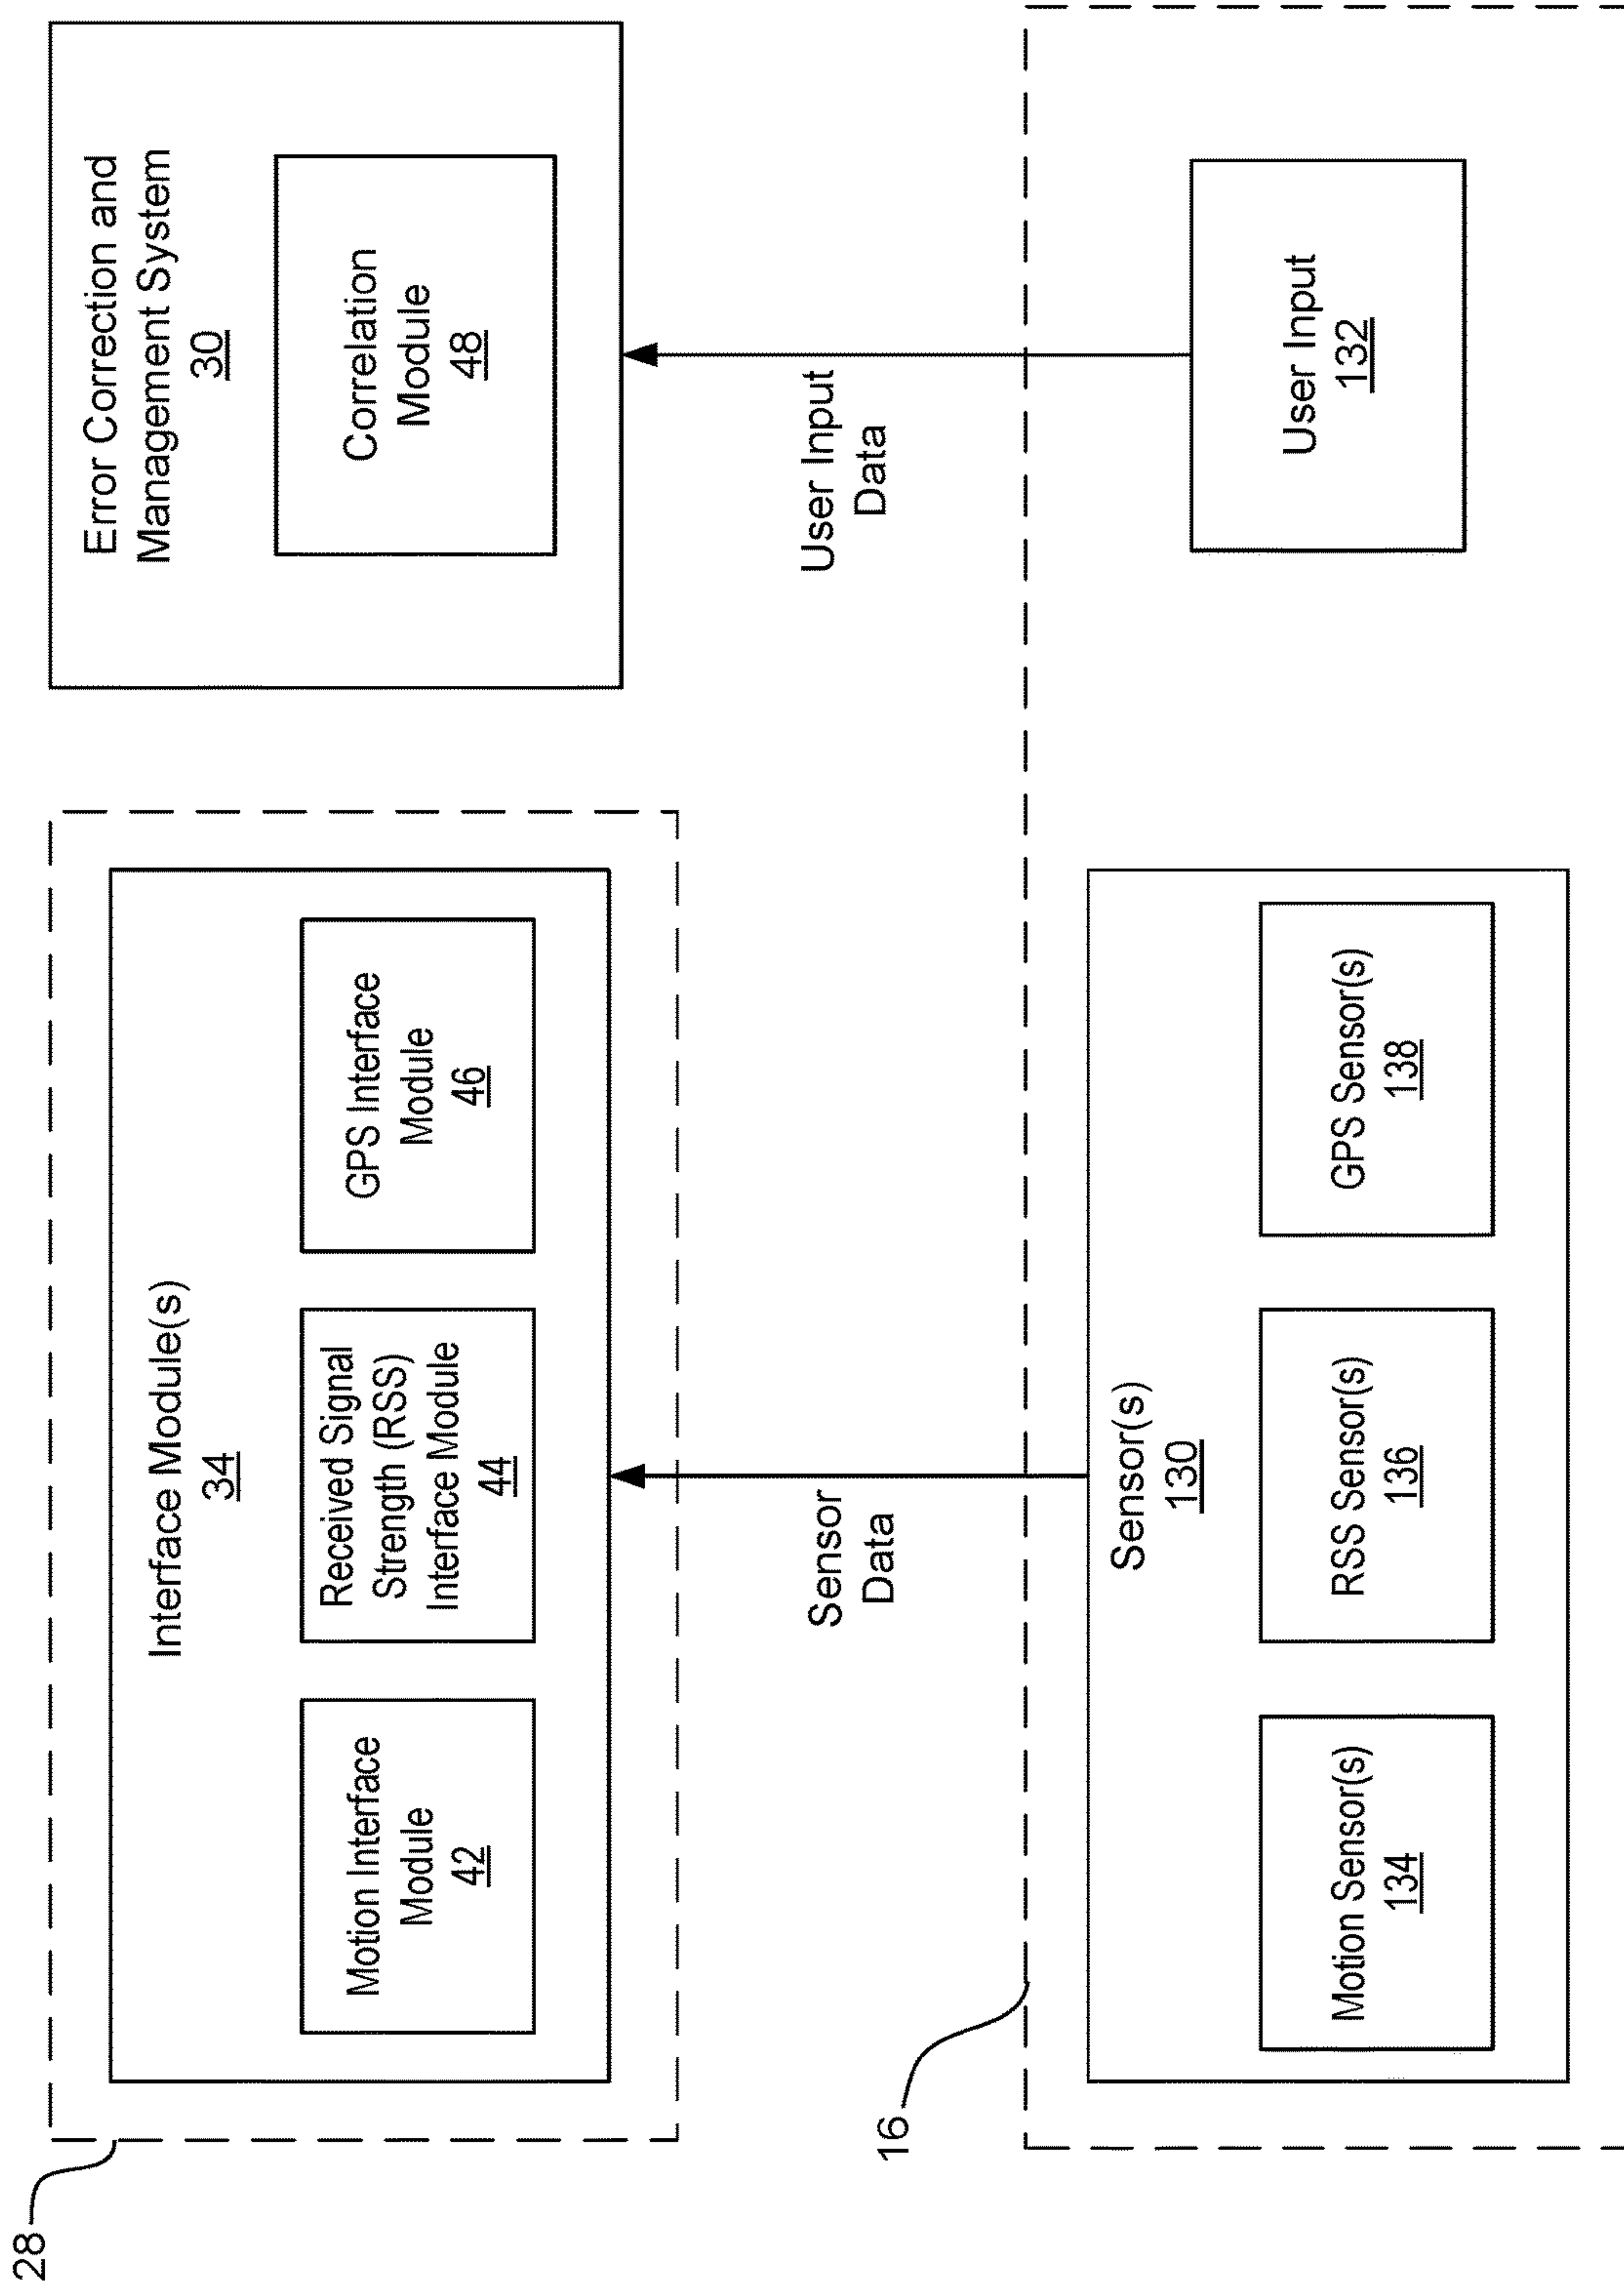 28
Interface Module(s)
34
Motion Interface
Module
42
Received Signal
Strength (RSS)
Interface Module
44
GPS Interface
Module
46
Error Correction and
Management System
30
Correlation
Module
48
Sensor
Data
User Input
Data
16
Sensor(s)
130
Motion Sensor(s)
134
RSS Sensor(s)
136
GPS Sensor(s)
138
User Input
132